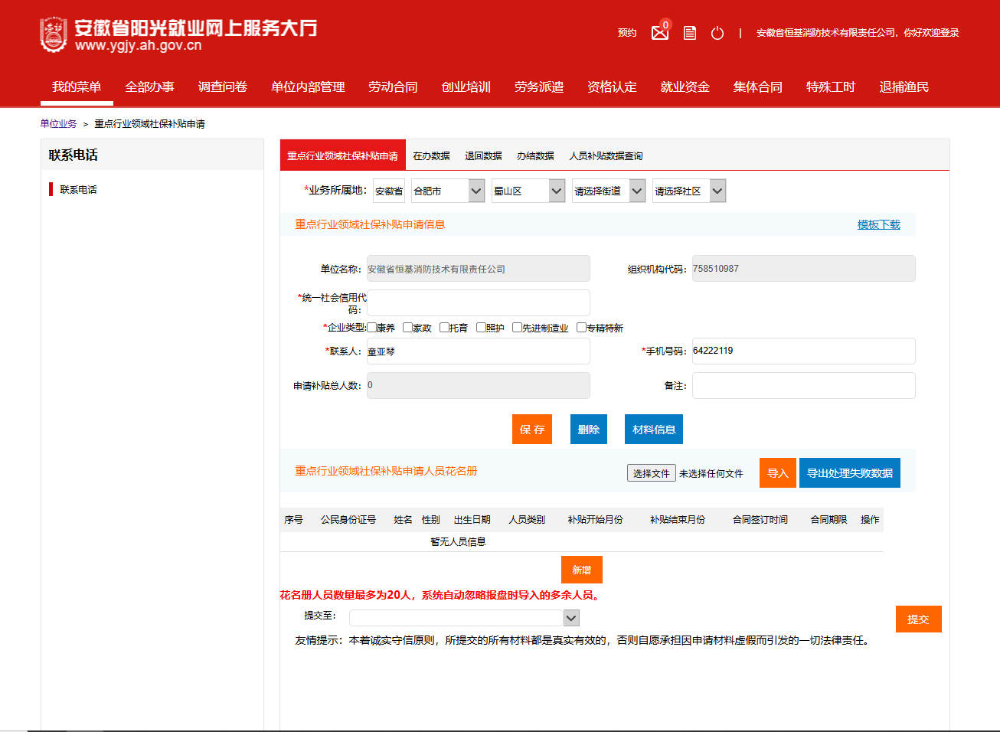 安徽省阳光就业网上服务大厅
www.ygjy.ah.gov.cn
预约 0 | 安徽省恒基消防技术有限责任公司，你好欢迎登录
我的菜单 全部办事 调查问卷 单位内部管理 劳动合同 创业培训 劳务派遣 资格认定 就业资金 集体合同 特殊工时 退捕渔民
单位业务 > 重点行业领域社保补贴申请
联系电话
联系电话
重点行业领域社保补贴申请 在办数据 退回数据 办结数据 人员补贴数据查询
*业务所属地： 安徽省 合肥市 蜀山区 请选择街道 请选择社区
重点行业领域社保补贴申请信息 模板下载
单位名称： 安徽省恒基消防技术有限责任公司 组织机构代码： 758510987
*统一社会信用代
码：
*企业类型: 康养 家政 托育 照护 先进制造业 专精特新
*联系人： 童亚琴 *手机号码： 64222119
申请补贴总人数： 0 备注：
保 存 删除 材料信息
重点行业领域社保补贴申请人员花名册 选择文件 未选择任何文件 导入 导出处理失败数据
序号 公民身份证号 姓名 性别 出生日期 人员类别 补贴开始月份 补贴结束月份 合同签订时间 合同期限 操作
暂无人员信息
新增
花名册人员数量最多为20人，系统自动忽略报盘时导入的多余人员。
提交至： 提交
友情提示：本着诚实守信原则，所提交的所有材料都是真实有效的，否则自愿承担因申请材料虚假而引发的一切法律责任。